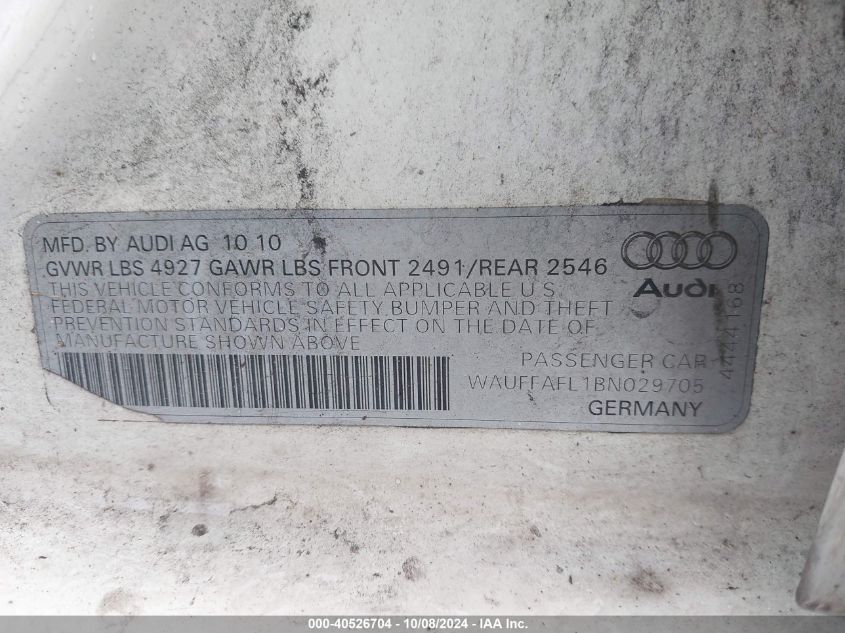 MFD. BY AUDI AG 10 10
GVWR LBS 4927 GAWR LBS FRONT 2491/REAR 2546
THIS VEHICLE CONFORMS TO ALL APPLICABLE U S
FEDERAL MOTOR VEHICLE SAFETY, BUMPER AND THEFT
PREVENTION STANDARDS IN EFFECT ON THE DATE OF
MANUFACTURE SHOWN ABOVE
PASSENGER CAR
WAUFFAFL1BN029705
GERMANY
Audi
4444168
000-40526704 - 10/08/2024 - IAA Inc.